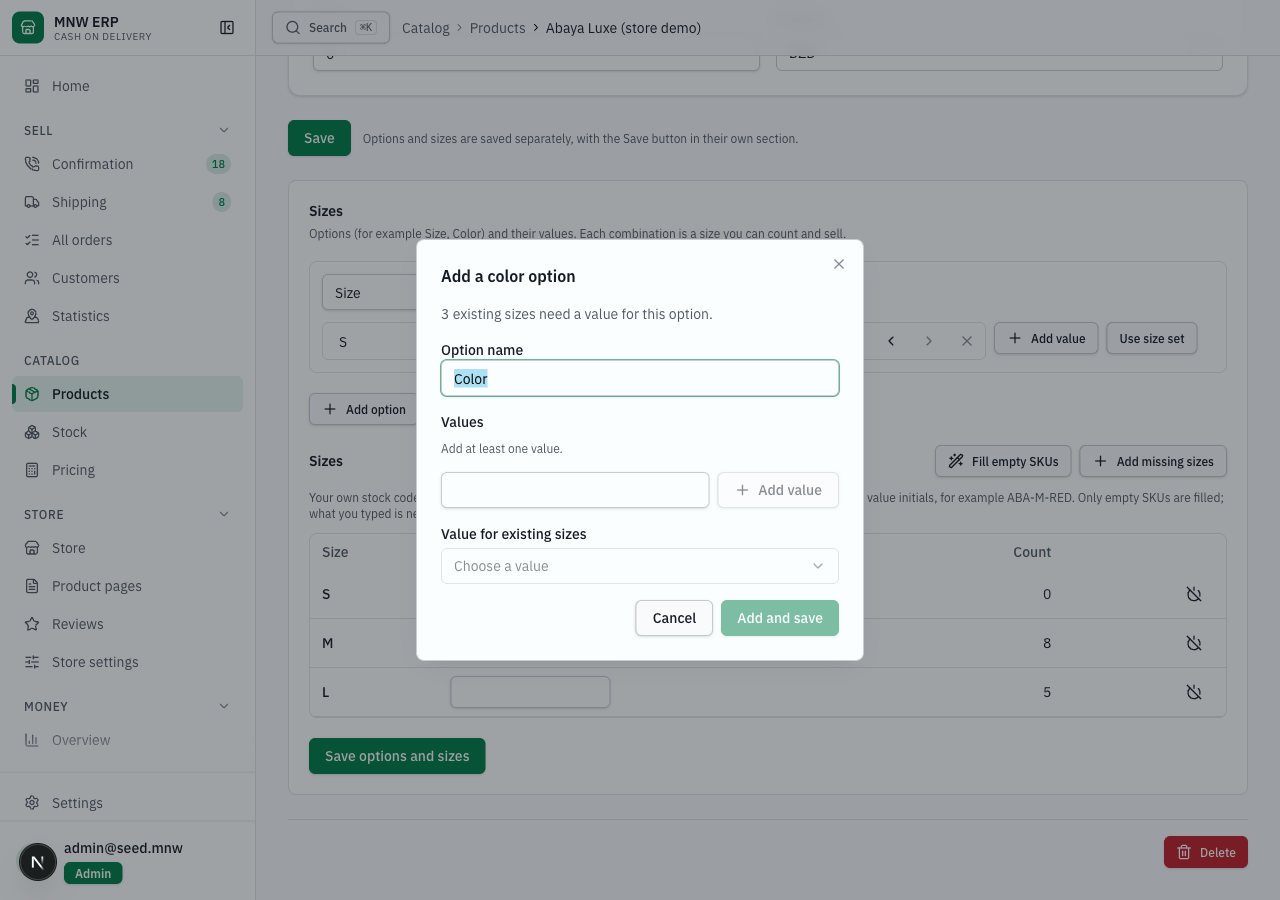 MNW ERP
CASH ON DELIVERY
Search ⌘K
Catalog > Products > Abaya Luxe (store demo)
Home
SELL
Confirmation 18
Shipping 8
All orders
Customers
Statistics
CATALOG
Products
Stock
Pricing
STORE
Store
Product pages
Reviews
Store settings
MONEY
Overview
Settings
N
admin@seed.mnw
Admin
Save
Options and sizes are saved separately, with the Save button in their own section.
Sizes
Options (for example Size, Color) and their values. Each combination is a size you can count and sell.
Size
S
Add value
Use size set
Add option
Sizes
Fill empty SKUs
Add missing sizes
Your own stock code
value initials, for example ABA-M-RED. Only empty SKUs are filled;
what you typed is ne
Size
Count
S
0
M
8
L
5
Save options and sizes
Delete
Add a color option
3 existing sizes need a value for this option.
Option name
Color
Values
Add at least one value.
Add value
Value for existing sizes
Choose a value
Cancel
Add and save